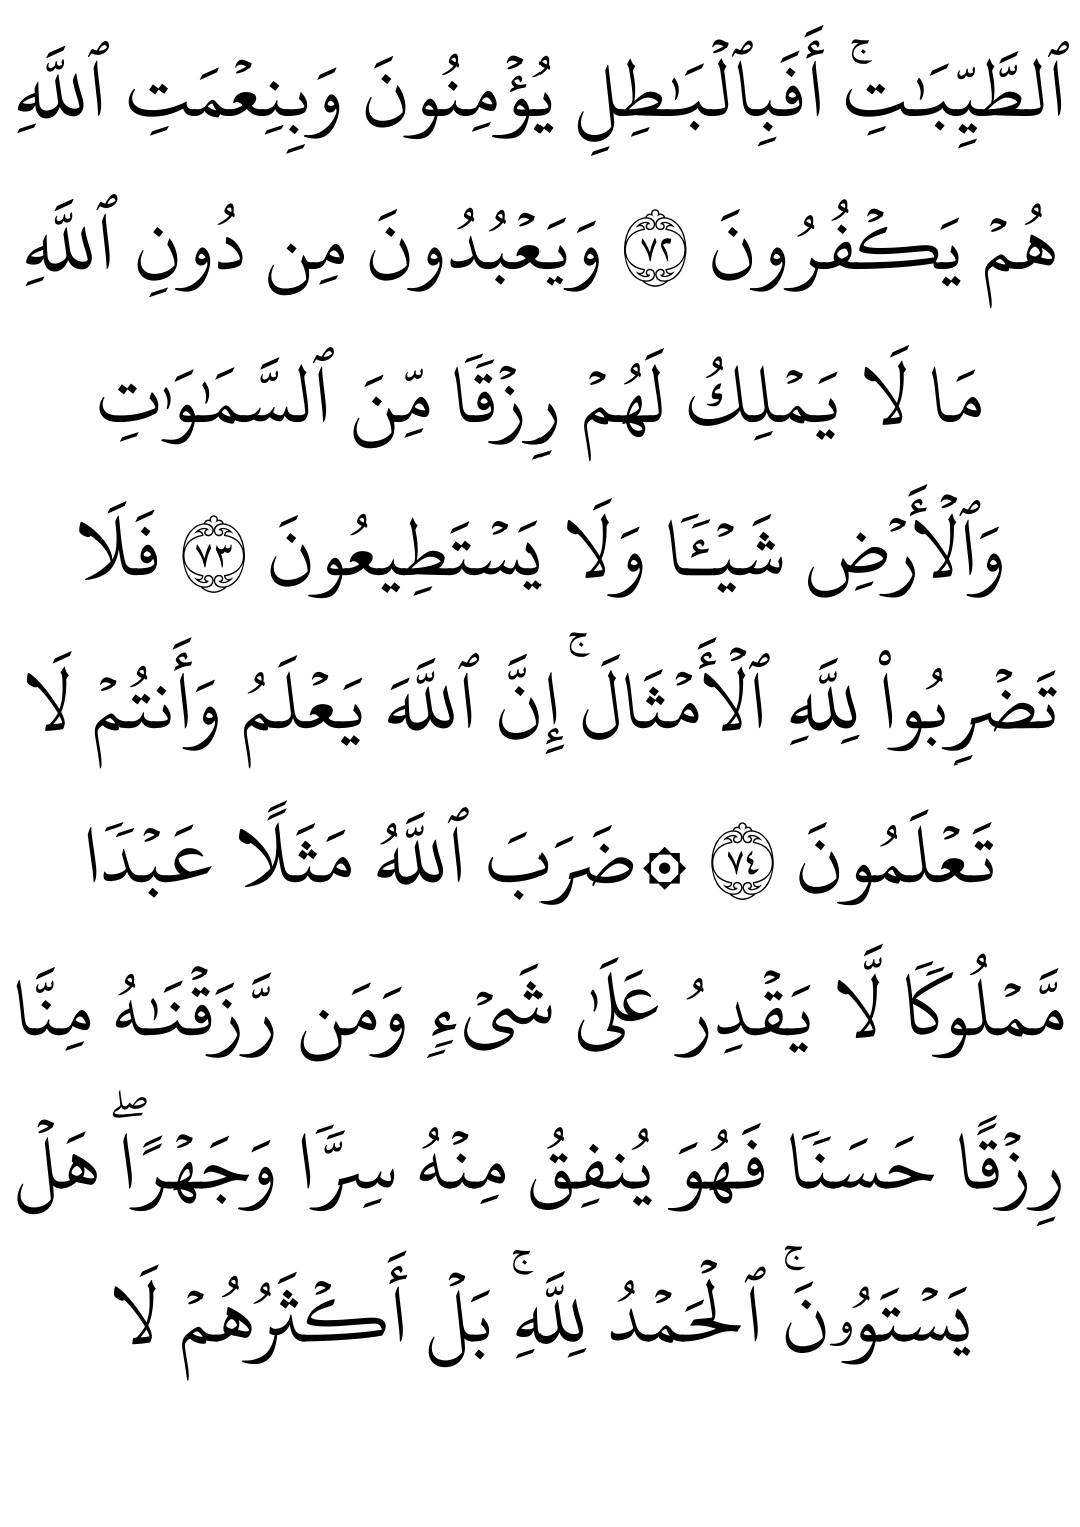 ٱلطَّيِّبَـٰتِۚ أَفَبِٱلۡبَـٰطِلِ يُؤۡمِنُونَ وَبِنِعۡمَتِ ٱللَّهِ
هُمۡ يَكۡفُرُونَ ٧٢ وَيَعۡبُدُونَ مِن دُونِ ٱللَّهِ
مَا لَا يَمۡلِكُ لَهُمۡ رِزۡقࣰا مِّنَ ٱلسَّمَـٰوَ ٰتِ
وَٱلۡأَرۡضِ شَيۡـࣰٔا وَلَا يَسۡتَطِيعُونَ ٧٣ فَلَا
تَضۡرِبُوا۟ لِلَّهِ ٱلۡأَمۡثَالَۚ إِنَّ ٱللَّهَ يَعۡلَمُ وَأَنتُمۡ لَا
تَعۡلَمُونَ ٧٤ ۞ضَرَبَ ٱللَّهُ مَثَلًا عَبۡدࣰا
مَّمۡلُوكࣰا لَّا يَقۡدِرُ عَلَىٰ شَیۡءࣲ وَمَن رَّزَقۡنَـٰهُ مِنَّا
رِزۡقًا حَسَنࣰا فَهُوَ يُنفِقُ مِنۡهُ سِرࣰّا وَجَهۡرًاۖ هَلۡ
يَسۡتَوُۥنَۚ ٱلۡحَمۡدُ لِلَّهِۚ بَلۡ أَكۡثَرُهُمۡ لَا